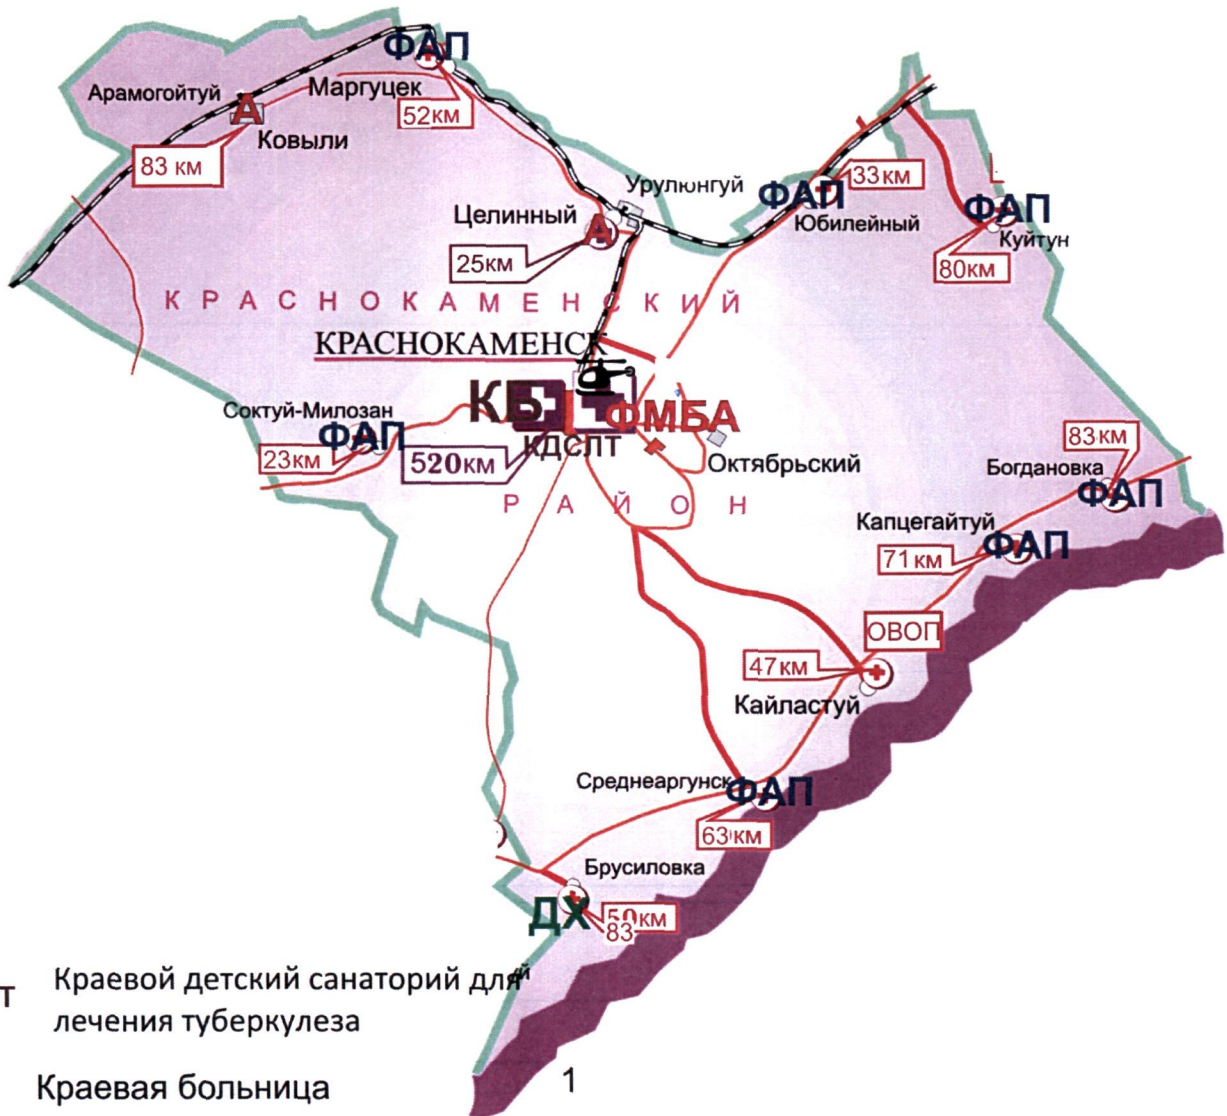 ФАП
Арамогойтуй
Маргуцек
А
52км
Ковыли
83 км
Урулюнгуй
ФАП
33км
Целинный
Юбилейный
ФАП
А
Куйтун
25км
80км
КРАСНОКАМЕНСКИЙ
КРАСНОКАМЕНСК
КБ
ФМБА
Соктуй-Милозан
ФАП
КДСЛТ
23км
520км
Октябрьский
83км
Богдановка
ФАП
РАЙОН
Капцегайтуй
ФАП
71км
ОВОП
47км
Кайластуй
Среднеаргунск
ФАП
63км
Брусиловка
ДХ
50км
83
Т
Краевой детский санаторий для
лечения туберкулеза
Краевая больница
1